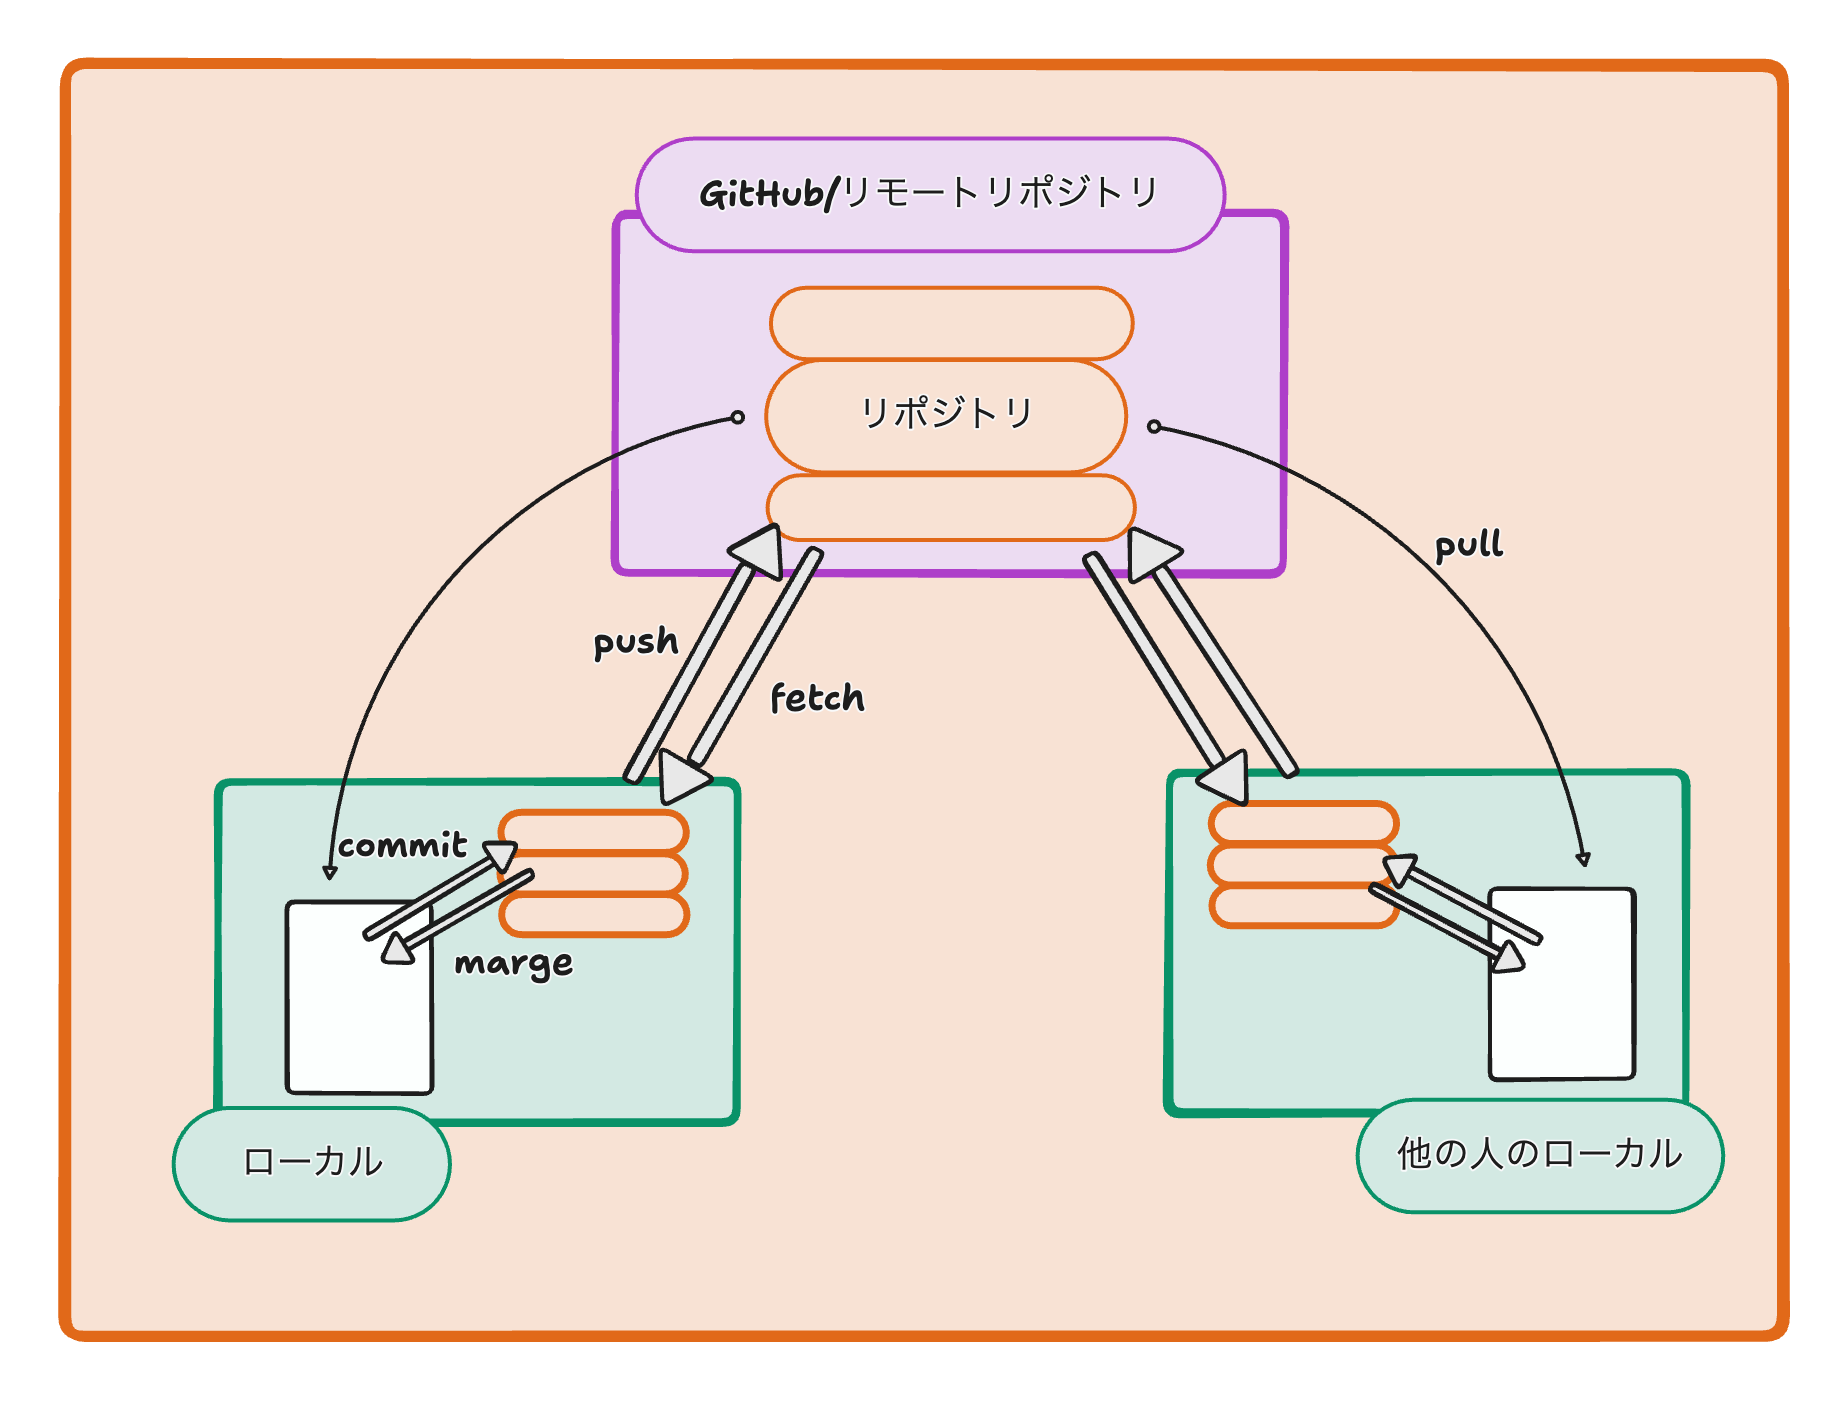 GitHub/リモートリポジトリ
リポジトリ
pull
push
fetch
commit
marge
ローカル
他の人のローカル